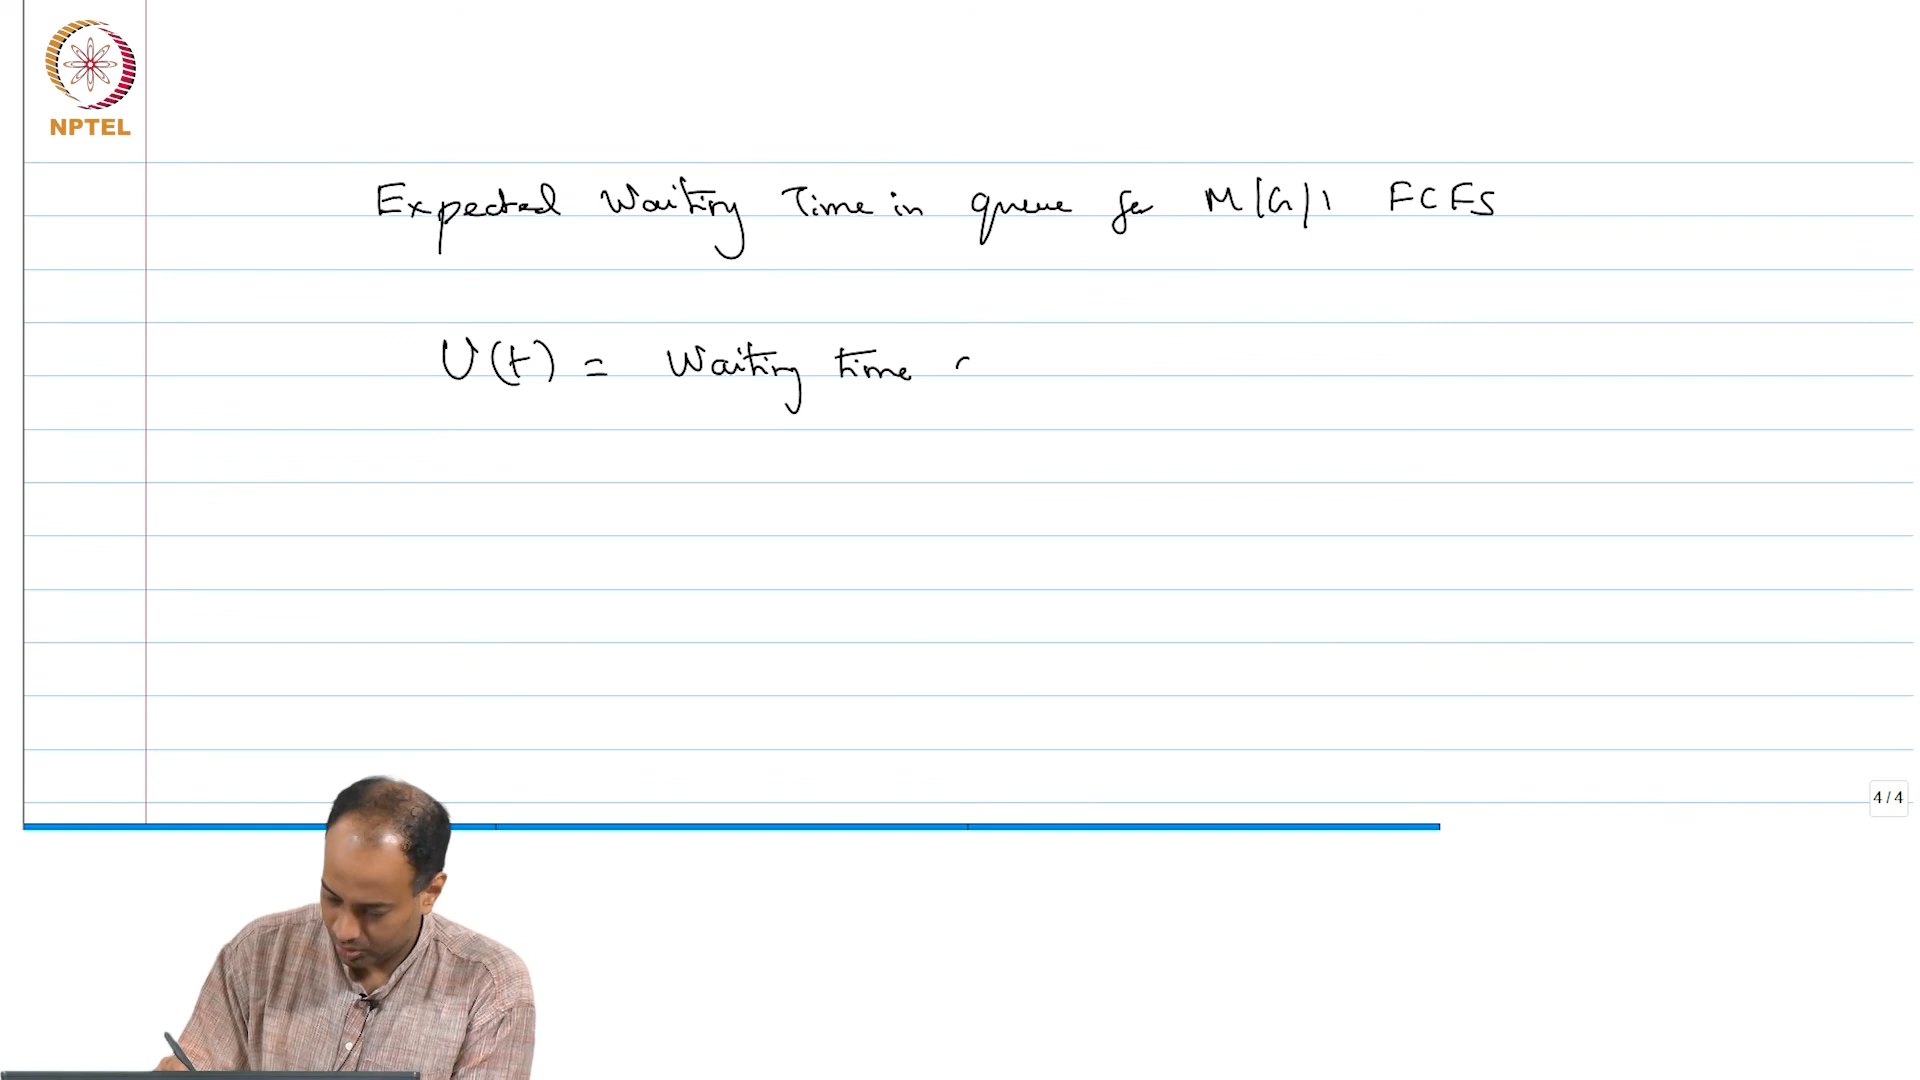 NPTEL
Expected Waiting Time in queue for M/G/1 FCFS
U(t) = Waiting time
4 / 4